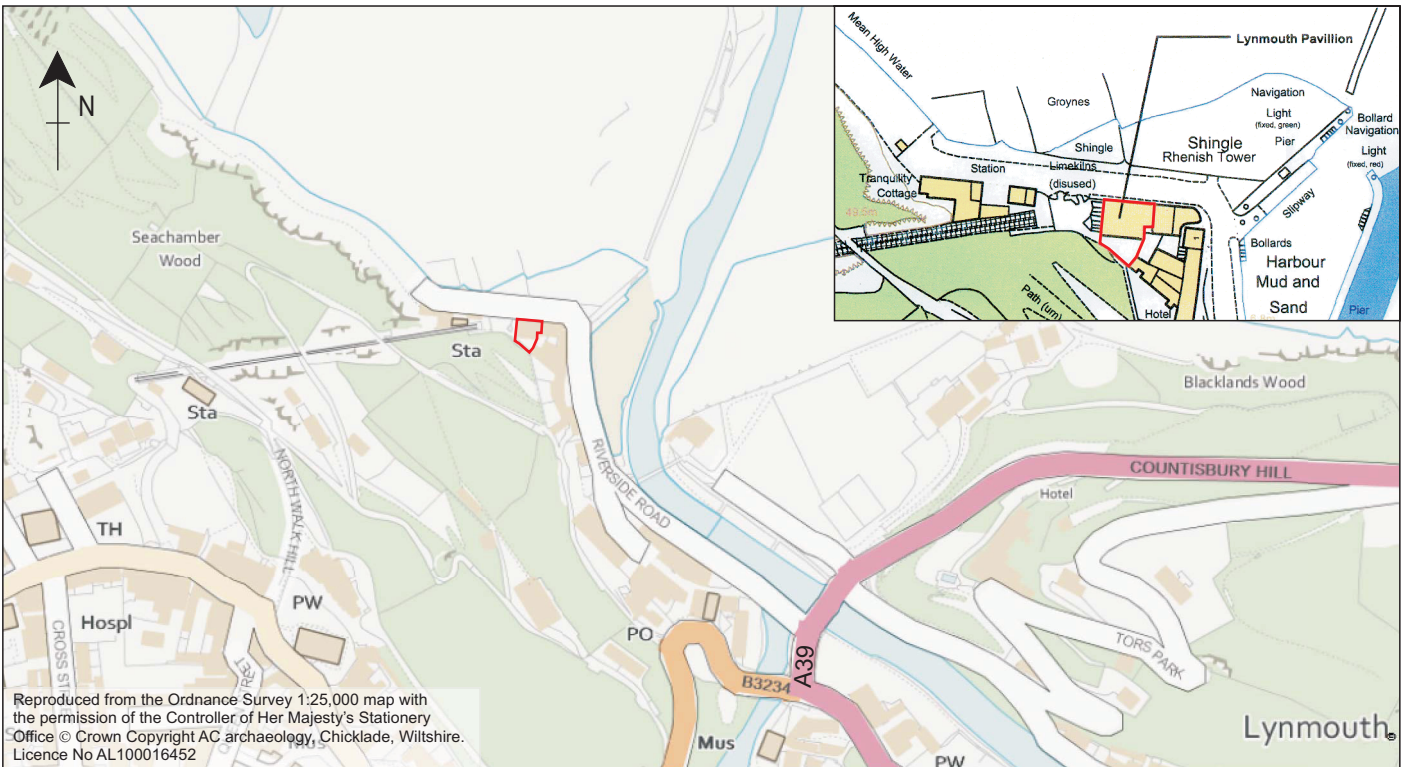 N
Seachamber
Wood
Sta
Sta
NORTH WALK HILL
RIVERSIDE ROAD
TH
Hospl
PW
CROSS STREET
PO
B3234
A39
Mus
PW
COUNTISBURY HILL
Hotel
TORS PARK
Blacklands Wood
Lynmouth
Reproduced from the Ordnance Survey 1:25,000 map with
the permission of the Controller of Her Majesty's Stationery
Office © Crown Copyright AC archaeology, Chicklade, Wiltshire.
Licence No AL100016452
Mus
Mean High Water
Lynmouth Pavillion
Groynes
Navigation
Light
(fixed, green)
Pier
Bollard
Navigation
Light
(fixed, red)
Shingle
Shingle
Rhenish Tower
Station
Limekilns
(disused)
Tranquility
Cottage
49.5m
Slipway
Bollards
Harbour
Mud and
Sand
Path (um)
Hotel
1
Pier